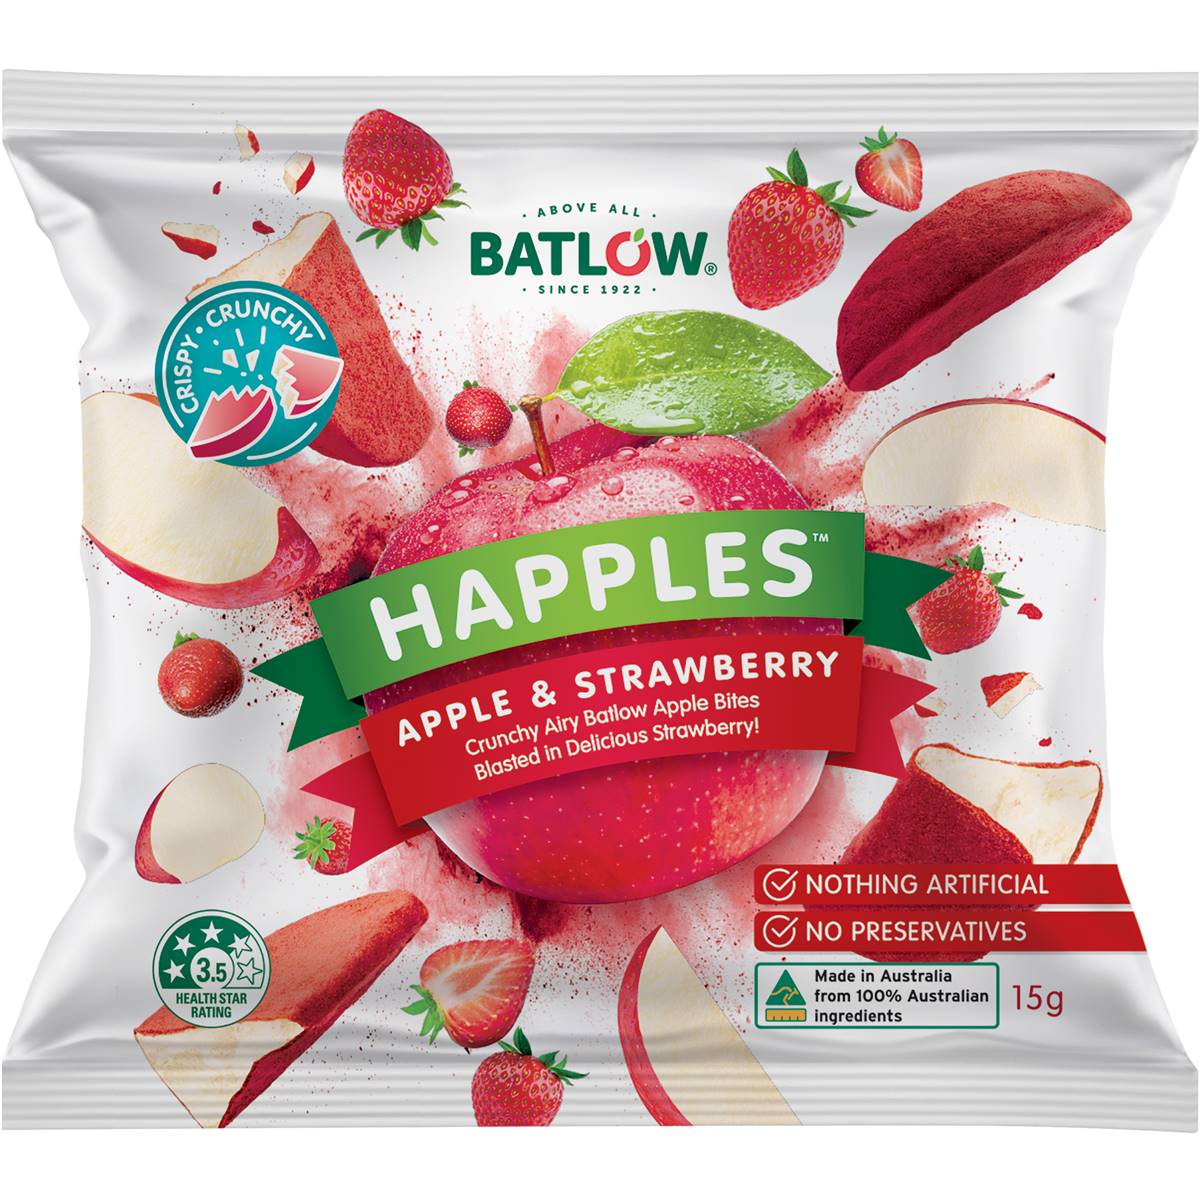 · ABOVE ALL ·
BATLOW®
· SINCE 1922 ·
CRISPY • CRUNCHY
HAPPLES™
APPLE & STRAWBERRY
Crunchy Airy Batlow Apple Bites
Blasted in Delicious Strawberry!
NOTHING ARTIFICIAL
NO PRESERVATIVES
3.5
HEALTH STAR
RATING
Made in Australia
from 100% Australian
ingredients
15g